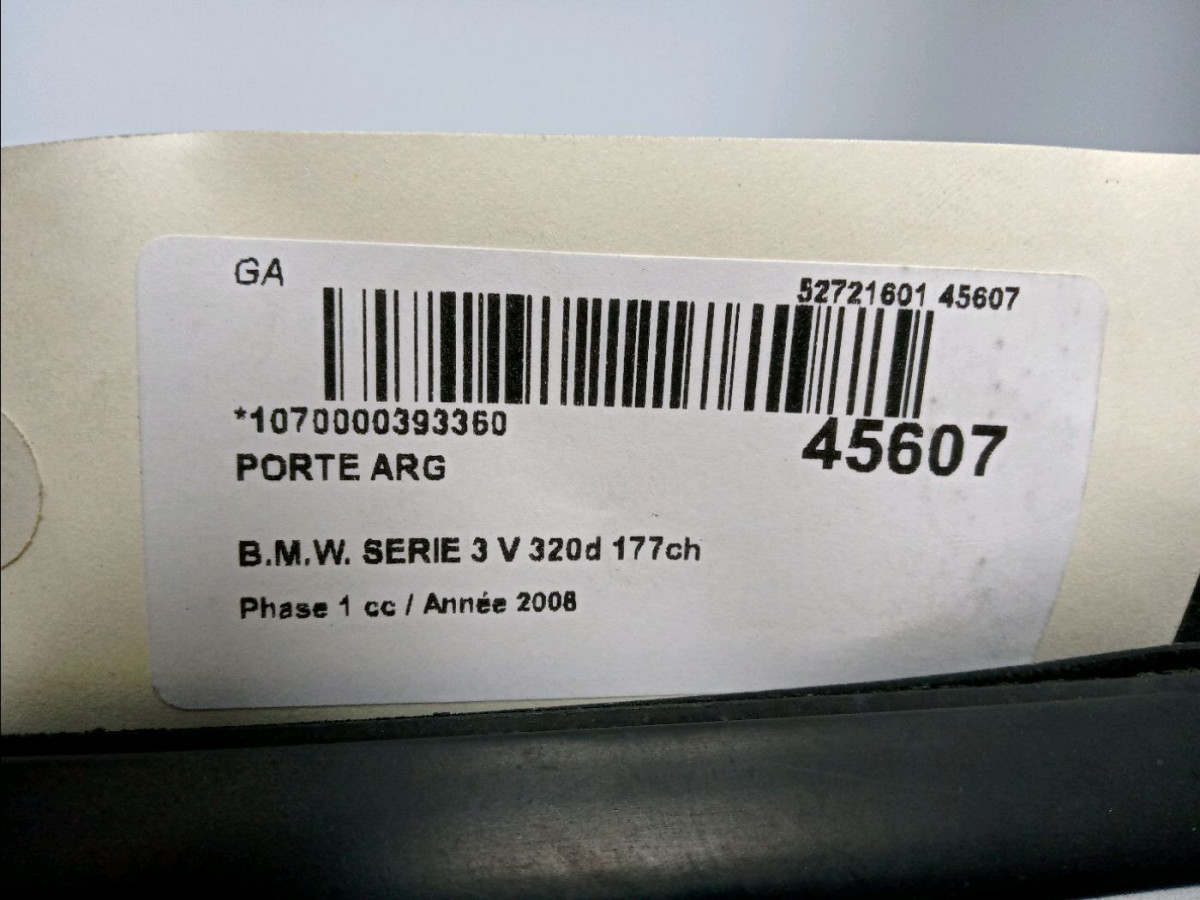 GA
52721601 45607
*1070000393360
45607
PORTE ARG
B.M.W. SERIE 3 V 320d 177ch
Phase 1 cc / Année 2008